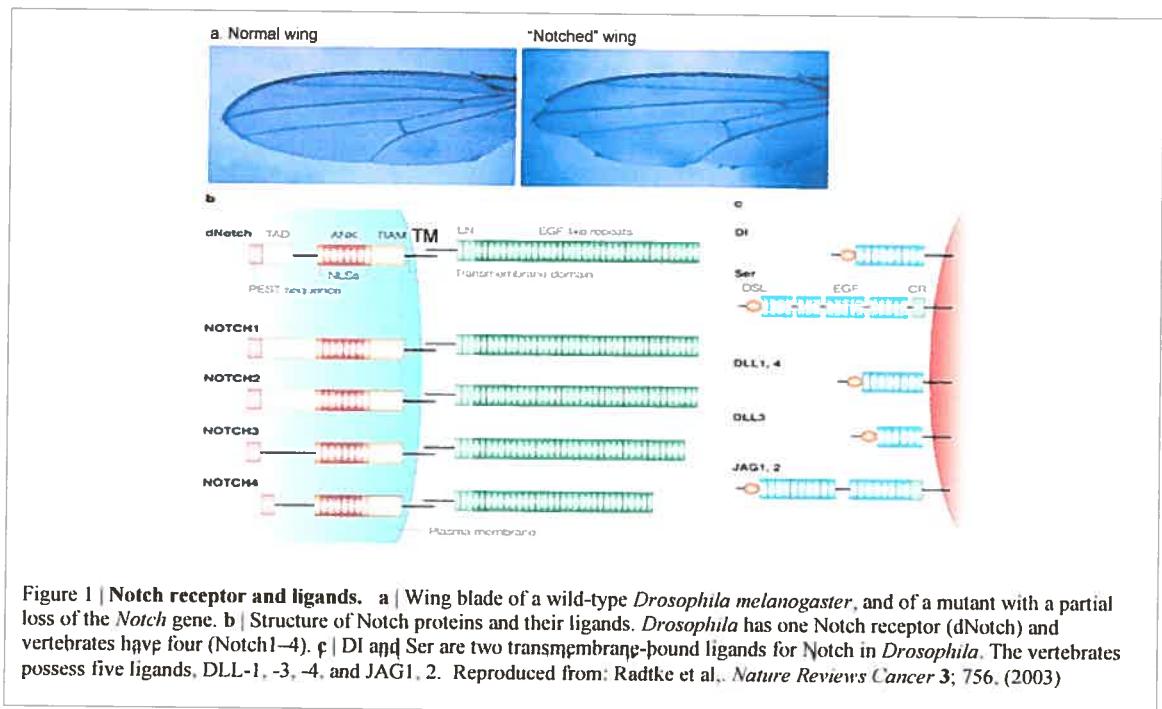 a. Normal wing
"Notched" wing
b
c
dNotch TAD ANK RAM TM LN EGF-like repeats
NLSs
Transmembrane domain
PEST sequence
NOTCH1
NOTCH2
NOTCH3
NOTCH4
Plasma membrane
Dl
Ser
DSL EGF CR
DLL1, 4
DLL3
JAG1, 2
Figure 1 | Notch receptor and ligands. a | Wing blade of a wild-type Drosophila melanogaster, and of a mutant with a partial
loss of the Notch gene. b | Structure of Notch proteins and their ligands. Drosophila has one Notch receptor (dNotch) and
vertebrates have four (Notch1–4). c | Dl and Ser are two transmembrane-bound ligands for Notch in Drosophila. The vertebrates
possess five ligands, DLL-1, -3, -4, and JAG1, 2. Reproduced from: Radtke et al,. Nature Reviews Cancer 3; 756, (2003)